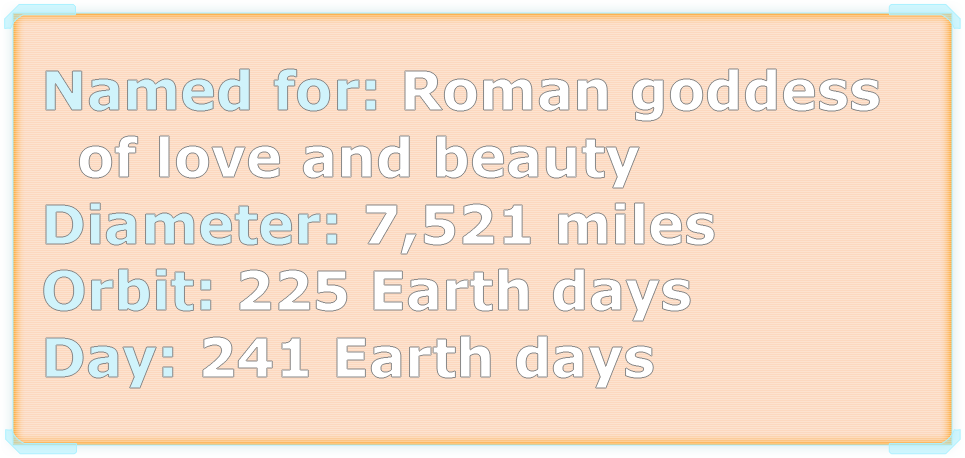 Named for: Roman goddess
of love and beauty
Diameter: 7,521 miles
Orbit: 225 Earth days
Day: 241 Earth days